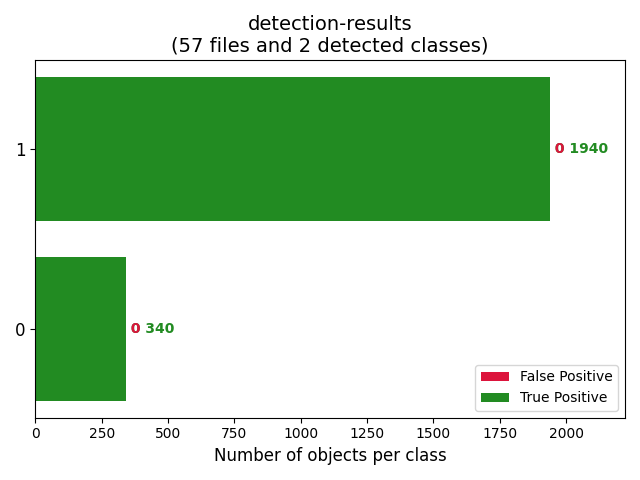 detection-results
(57 files and 2 detected classes)
1
0 1940
0
0 340
False Positive
True Positive
0 250 500 750 1000 1250 1500 1750 2000
Number of objects per class